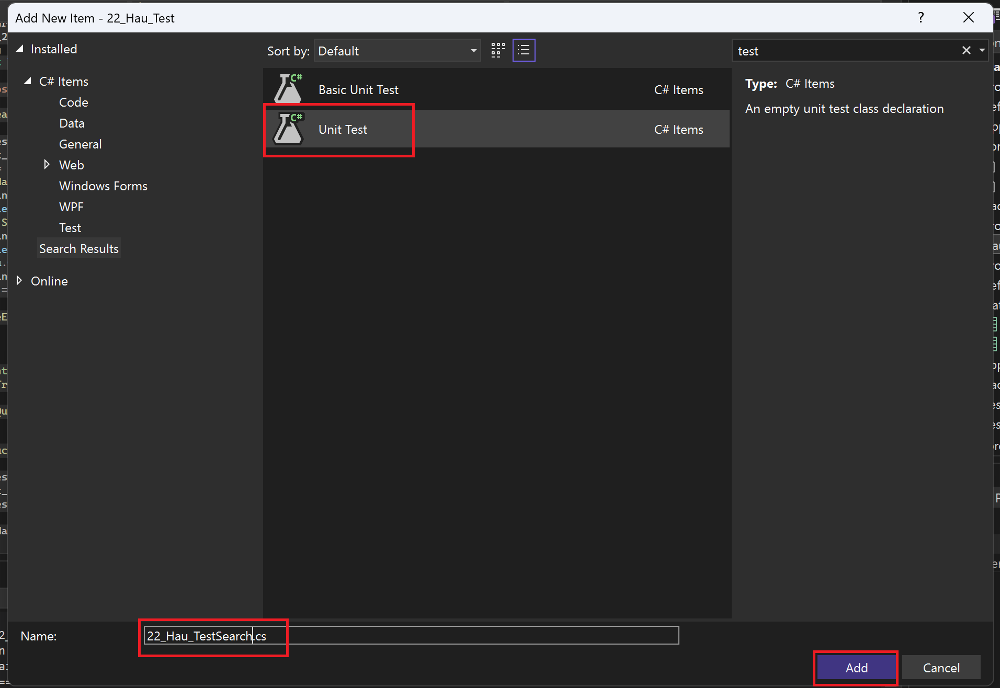 Add New Item - 22_Hau_Test
?
Installed
C# Items
Code
Data
General
Web
Windows Forms
WPF
Test
Search Results
Online
Sort by: Default
C# Basic Unit Test C# Items
C# Unit Test C# Items
test
Type: C# Items
An empty unit test class declaration
Name: 22_Hau_TestSearch.cs
Add Cancel